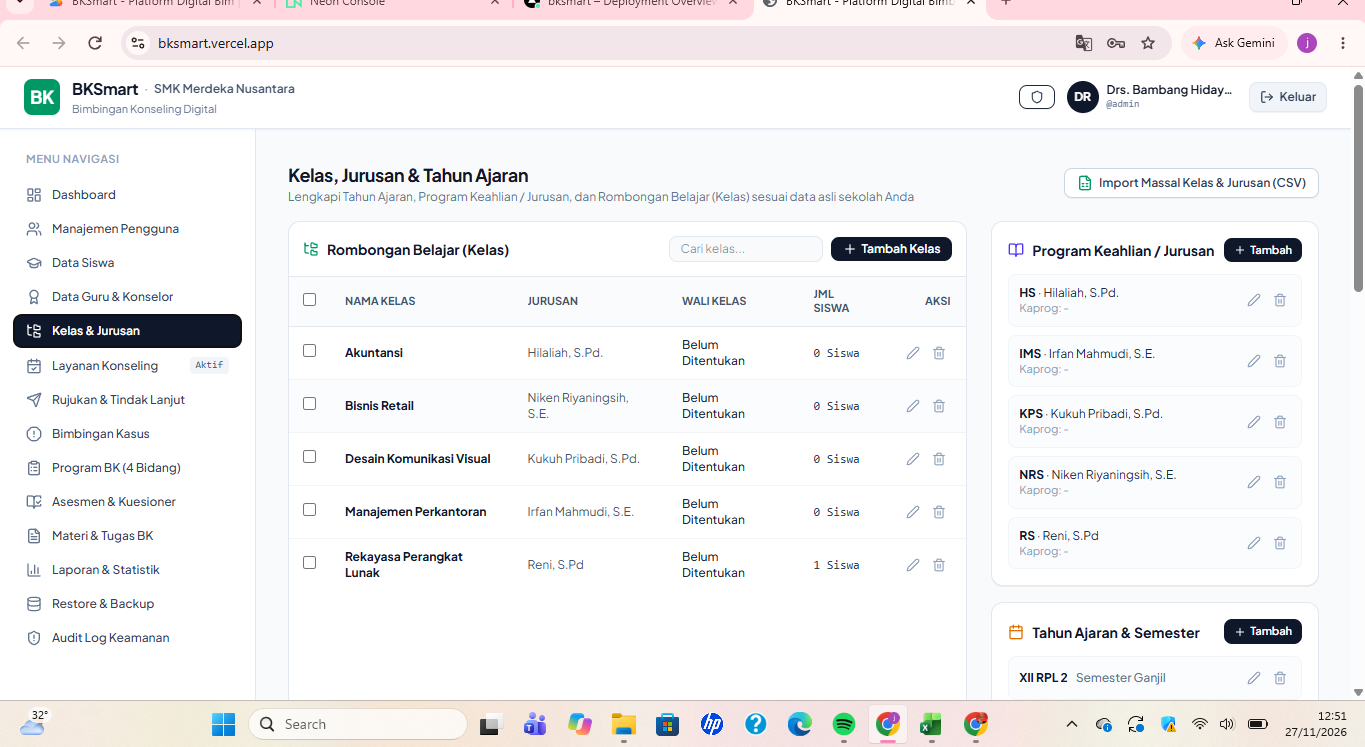 BKSmart - Platform Digital Bim
Neon Console
bksmart – Deployment Overview
BKSmart - Platform Digital Bimb
bksmart.vercel.app
Ask Gemini
j
BK
BKSmart · SMK Merdeka Nusantara
Bimbingan Konseling Digital
DR
Drs. Bambang Hiday...
@admin
Keluar
MENU NAVIGASI
Dashboard
Manajemen Pengguna
Data Siswa
Data Guru & Konselor
Kelas & Jurusan
Layanan Konseling Aktif
Rujukan & Tindak Lanjut
Bimbingan Kasus
Program BK (4 Bidang)
Asesmen & Kuesioner
Materi & Tugas BK
Laporan & Statistik
Restore & Backup
Audit Log Keamanan
Kelas, Jurusan & Tahun Ajaran
Lengkapi Tahun Ajaran, Program Keahlian / Jurusan, dan Rombongan Belajar (Kelas) sesuai data asli sekolah Anda
Import Massal Kelas & Jurusan (CSV)
Rombongan Belajar (Kelas)
Cari kelas...
+ Tambah Kelas
NAMA KELAS JURUSAN WALI KELAS JML SISWA AKSI
Akuntansi Hilaliah, S.Pd. Belum Ditentukan 0 Siswa
Bisnis Retail Niken Riyaningsih, S.E. Belum Ditentukan 0 Siswa
Desain Komunikasi Visual Kukuh Pribadi, S.Pd. Belum Ditentukan 0 Siswa
Manajemen Perkantoran Irfan Mahmudi, S.E. Belum Ditentukan 0 Siswa
Rekayasa Perangkat Lunak Reni, S.Pd Belum Ditentukan 1 Siswa
Program Keahlian / Jurusan
+ Tambah
HS · Hilaliah, S.Pd.
Kaprog: -
IMS · Irfan Mahmudi, S.E.
Kaprog: -
KPS · Kukuh Pribadi, S.Pd.
Kaprog: -
NRS · Niken Riyaningsih, S.E.
Kaprog: -
RS · Reni, S.Pd
Kaprog: -
Tahun Ajaran & Semester
+ Tambah
XII RPL 2 Semester Ganjil
32°
Search
12:51
27/11/2026